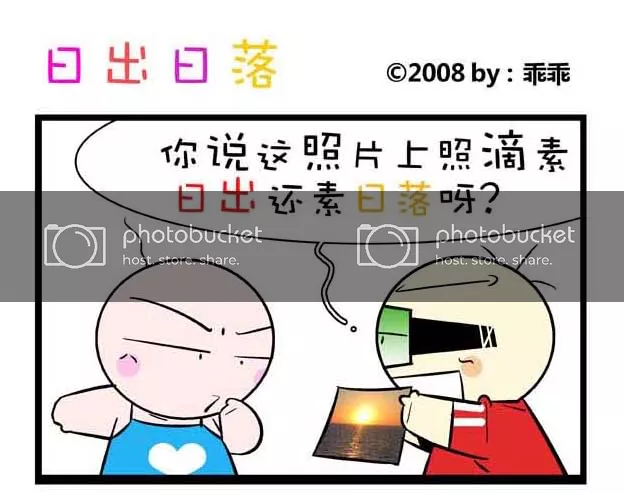 日出日落
©2008 by : 乖乖
你说这照片上照滴素
日出还素日落呀?
photobucket photobucket
host. store. share. host. store. share.